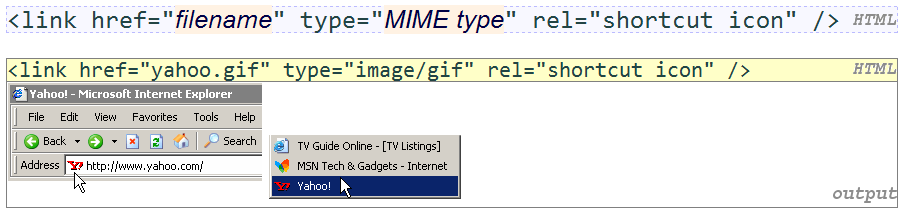 <link href="filename" type="MIME type" rel="shortcut icon" /> HTML
<link href="yahoo.gif" type="image/gif" rel="shortcut icon" /> HTML
Yahoo! - Microsoft Internet Explorer
File Edit View Favorites Tools Help
Back Search
Address http://www.yahoo.com/
TV Guide Online - [TV Listings]
MSN Tech & Gadgets - Internet
Yahoo!
output